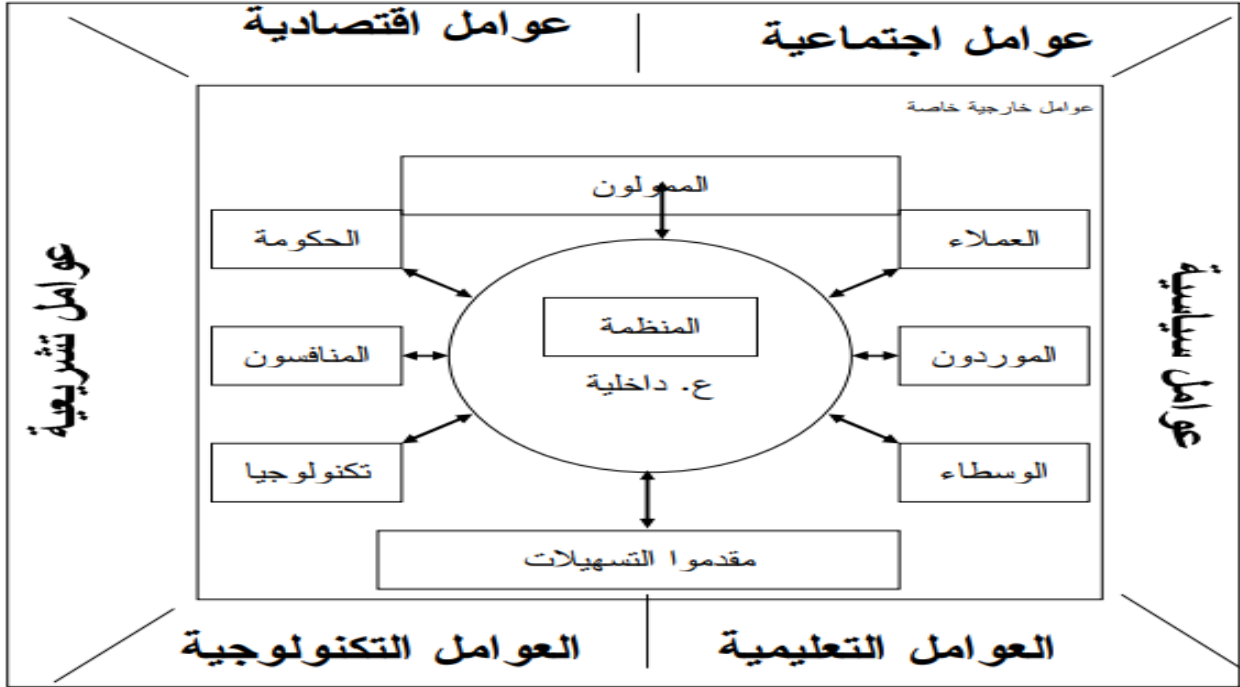 عوامل اجتماعية
عوامل اقتصادية
عوامل خارجية خاصة
الممولون
العملاء
الحكومة
المنظمة
الموردون
المنافسون
ع. داخلية
الوسطاء
تكنولوجيا
مقدموا التسهيلات
عوامل سياسية
عوامل تشريعية
العوامل التعليمية
العوامل التكنولوجية